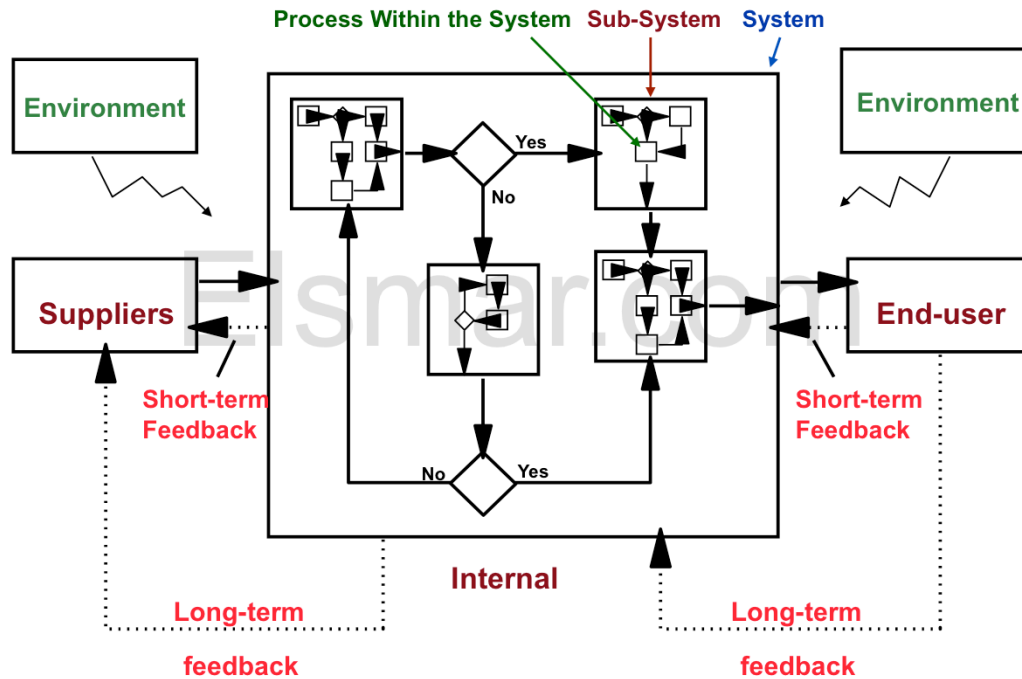 Process Within the System
Sub-System
System
Environment
Environment
Yes
No
Elsmar.com
Suppliers
End-user
Short-term
Feedback
Short-term
Feedback
No
Yes
Internal
Long-term
feedback
Long-term
feedback